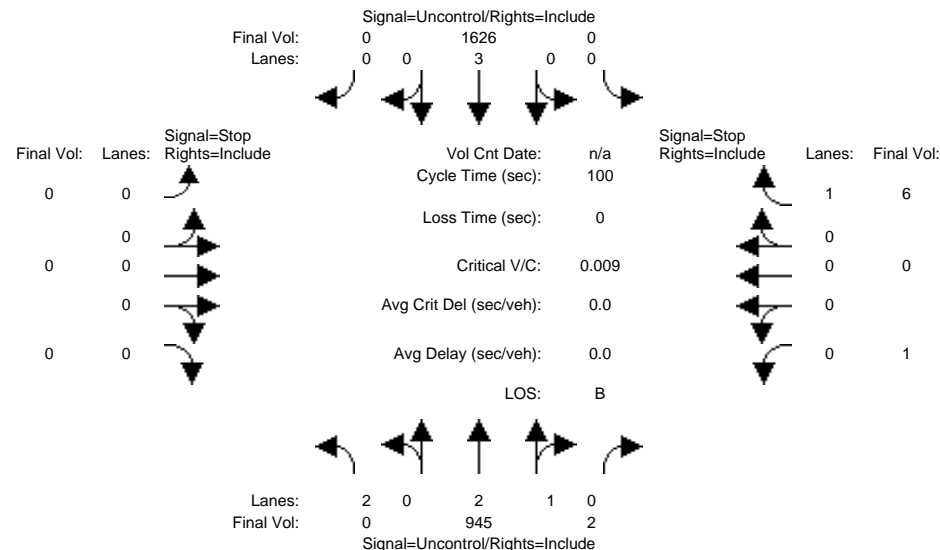 Signal=Uncontrol/Rights=Include
Final Vol: 0 1626 0
Lanes: 0 0 3 0 0
Signal=Stop Signal=Stop
Final Vol: Lanes: Rights=Include Vol Cnt Date: n/a Rights=Include Lanes: Final Vol:
Cycle Time (sec): 100
0 0 1 6
Loss Time (sec): 0
0 0
0 0 Critical V/C: 0.009 0 0
0 Avg Crit Del (sec/veh): 0.0 0
0 0 Avg Delay (sec/veh): 0.0 0 1
LOS: B
Lanes: 2 0 2 1 0
Final Vol: 0 945 2
Signal=Uncontrol/Rights=Include